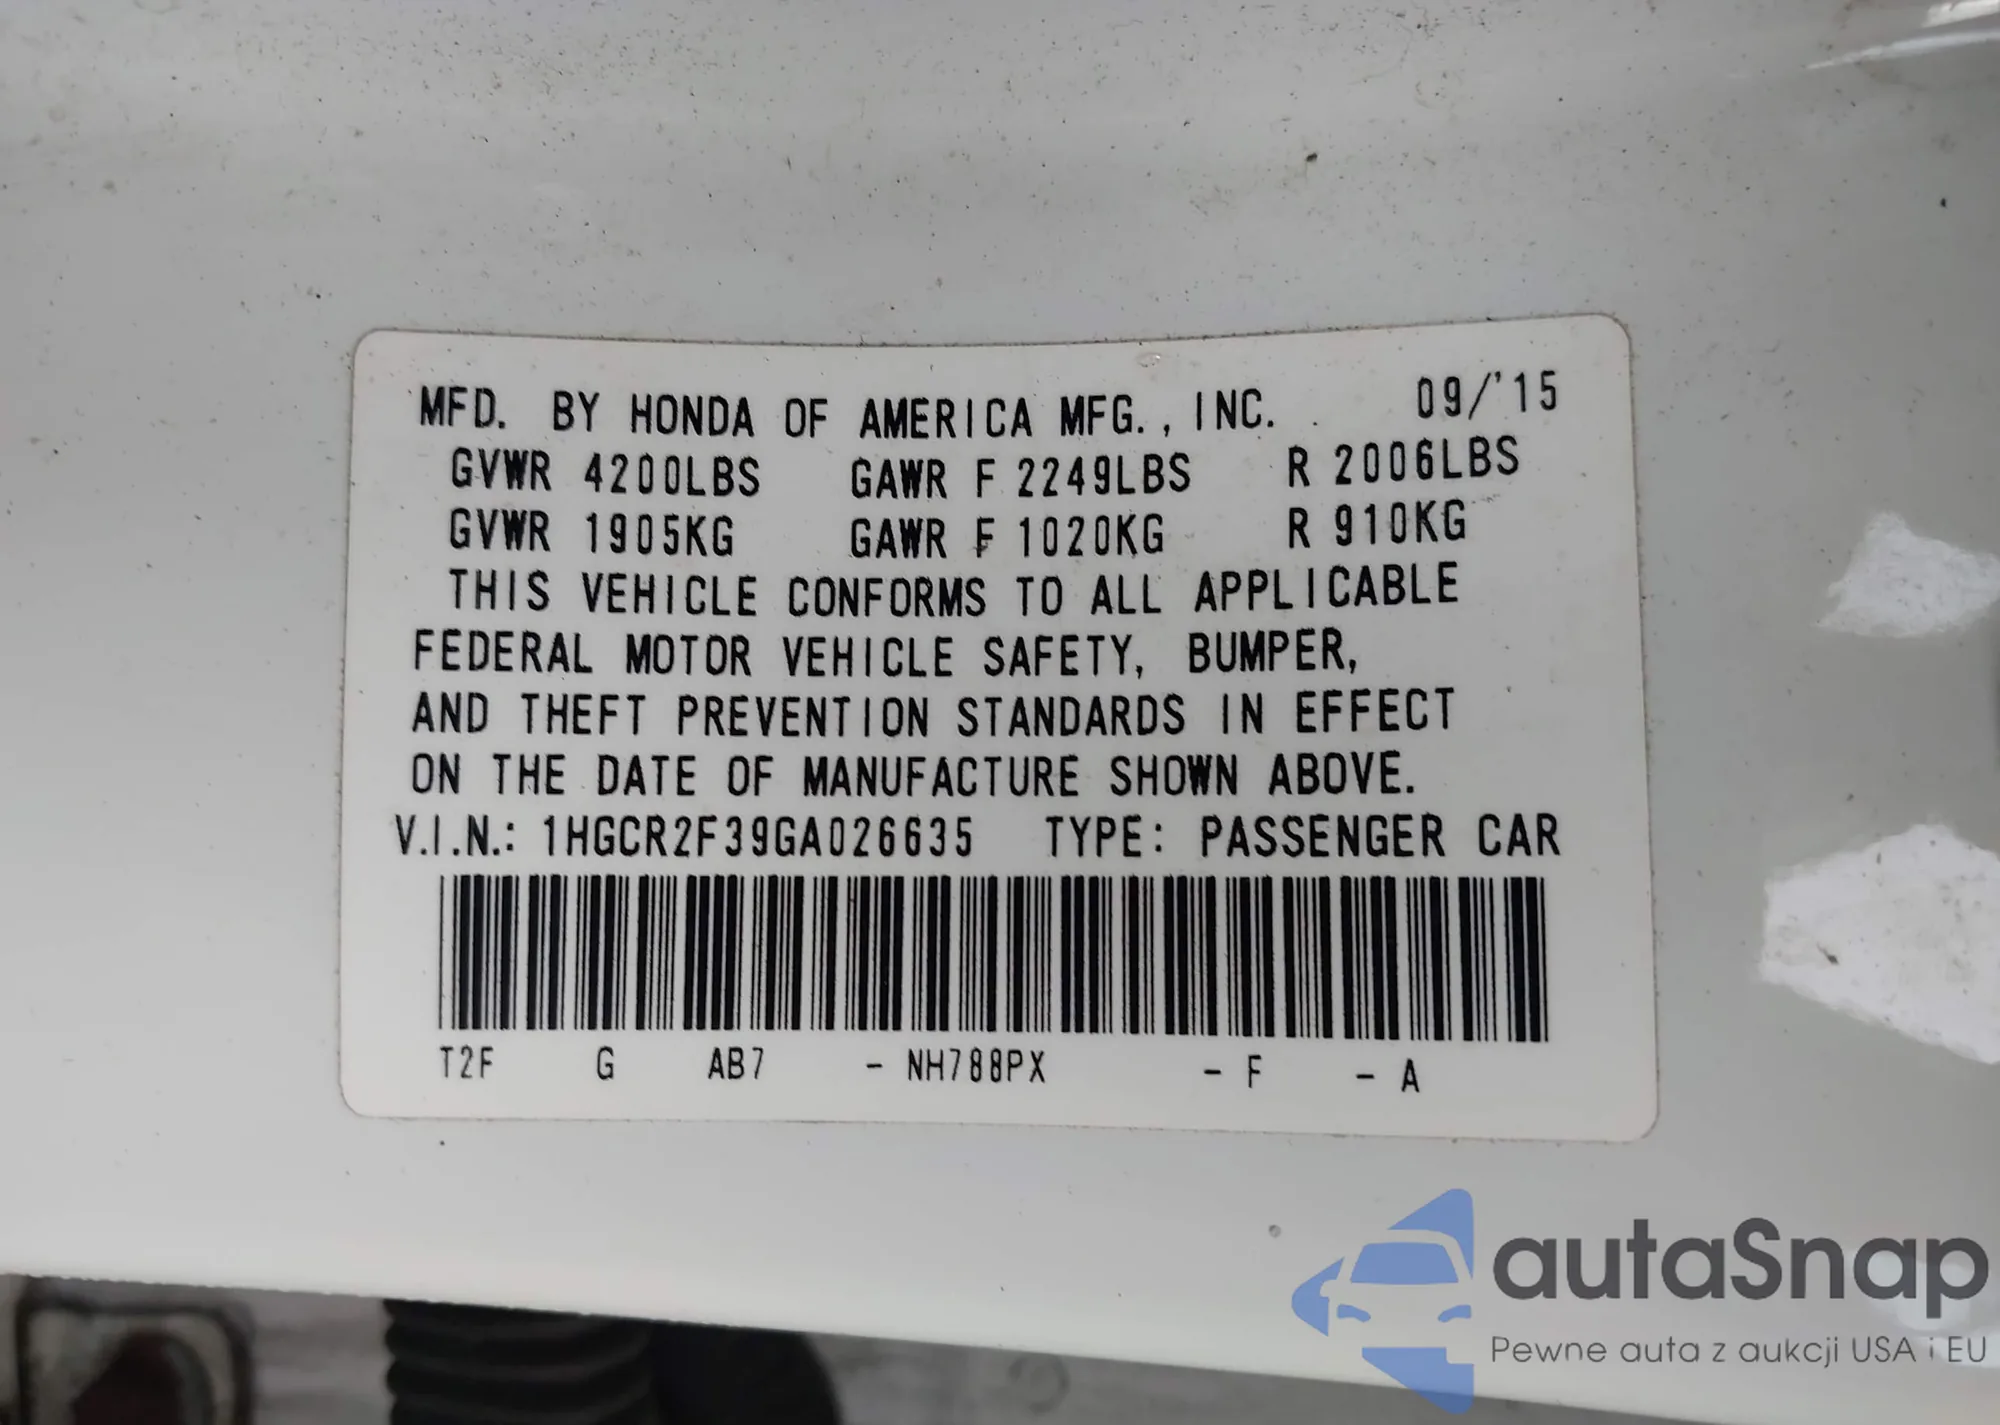 MFD. BY HONDA OF AMERICA MFG., INC. 09/'15
GVWR 4200LBS GAWR F 2249LBS R 2006LBS
GVWR 1905KG GAWR F 1020KG R 910KG
THIS VEHICLE CONFORMS TO ALL APPLICABLE
FEDERAL MOTOR VEHICLE SAFETY, BUMPER,
AND THEFT PREVENTION STANDARDS IN EFFECT
ON THE DATE OF MANUFACTURE SHOWN ABOVE.
V.I.N.: 1HGCR2F39GA026635 TYPE: PASSENGER CAR
T2F G AB7 - NH788PX - F - A
autaSnap
Pewne auta z aukcji USA i EU